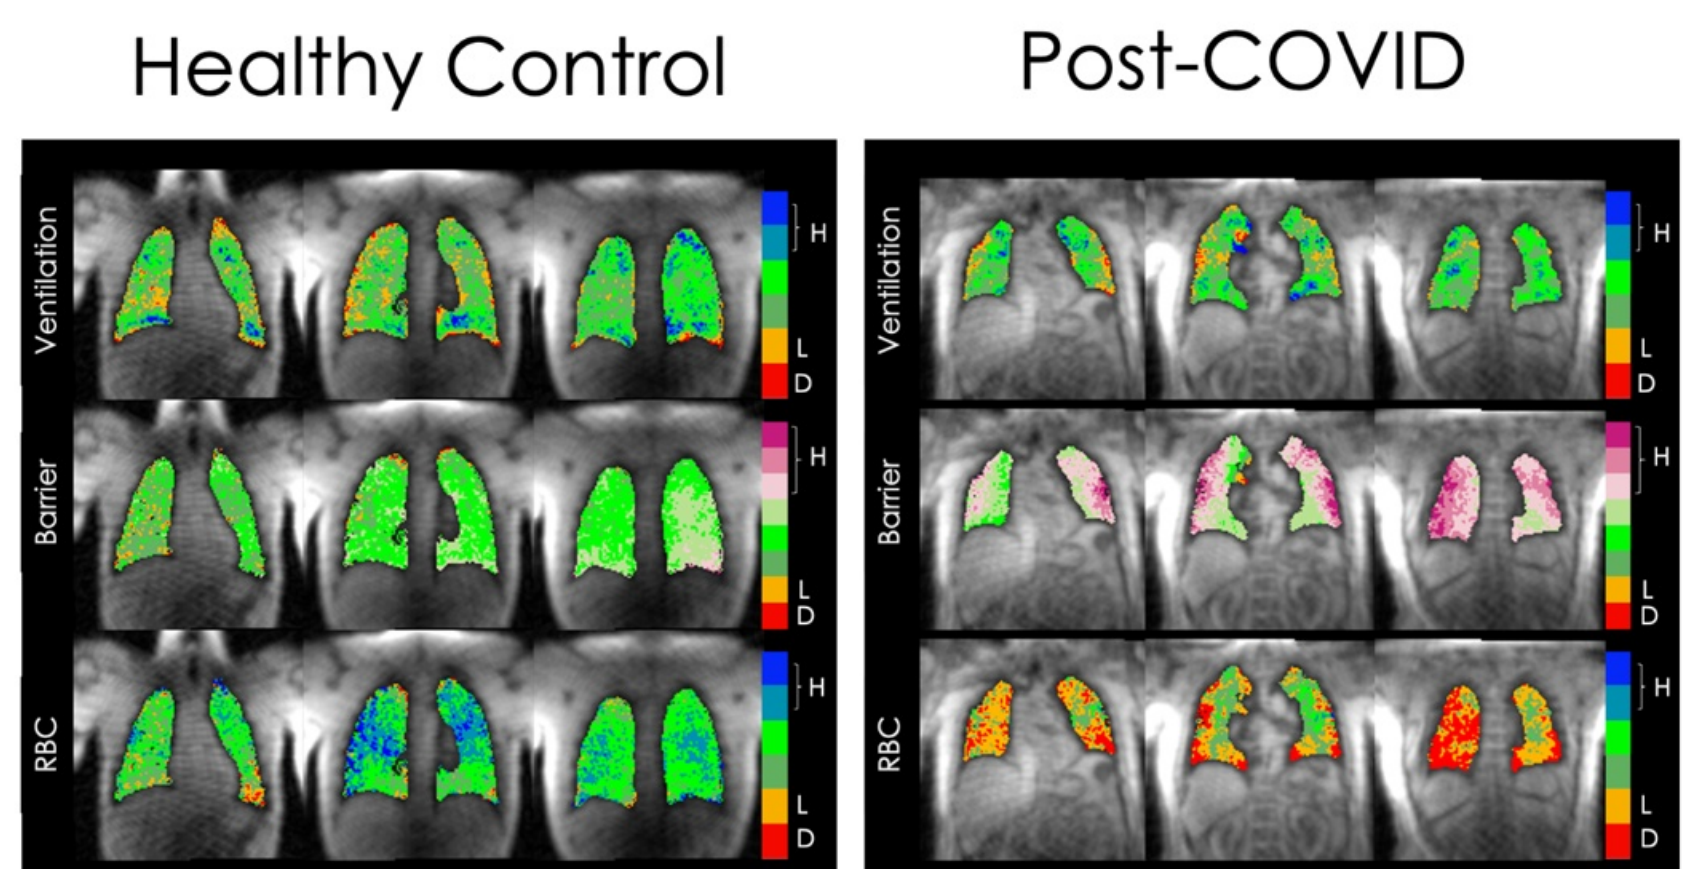 Healthy Control
Post-COVID
Ventilation
H
L
D
Barrier
H
L
D
RBC
H
L
D
Ventilation
H
L
D
Barrier
H
L
D
RBC
H
L
D